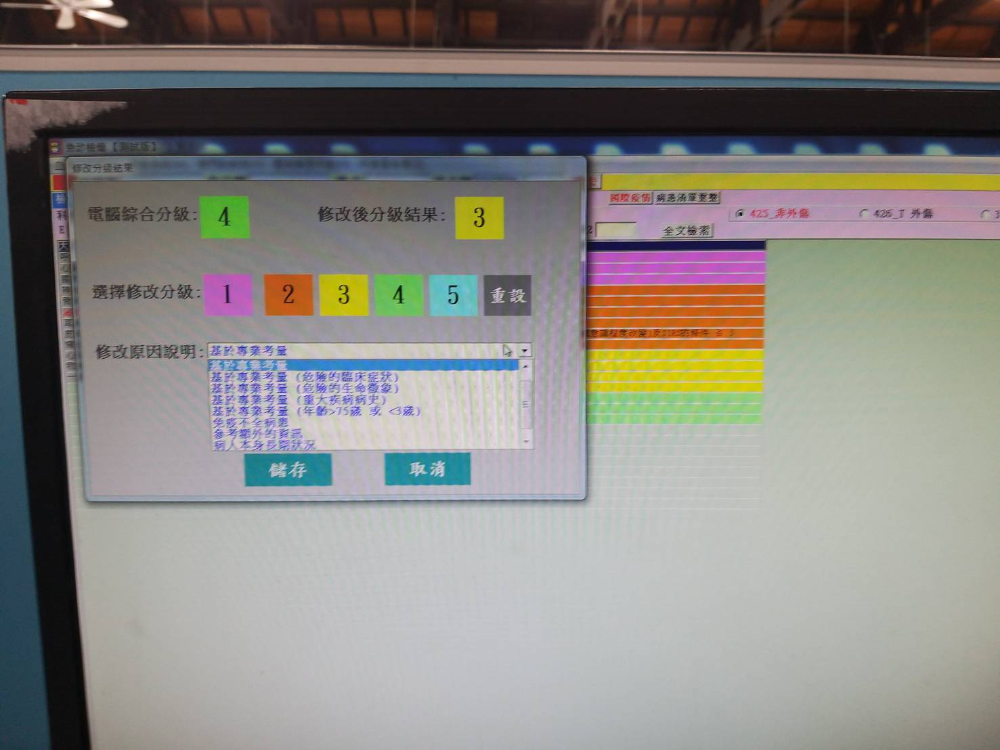 急診檢傷【測試版】
修改分級結果
電腦綜合分級: 4
修改後分級結果: 3
選擇修改分級: 1 2 3 4 5 重設
修改原因說明: 基於專業考量
基於專業考量
基於專業考量 (危險的臨床症狀)
基於專業考量 (危險的生命徵象)
基於專業考量 (重大疾病病史)
基於專業考量 (年齡>75歲 或 <3歲)
免疫不全病患
參考額外的資訊
病人本身長期狀況
儲存 取消
國際疫情 病患清單重整
425_非外傷 426_T 外傷 3
2 全文檢索